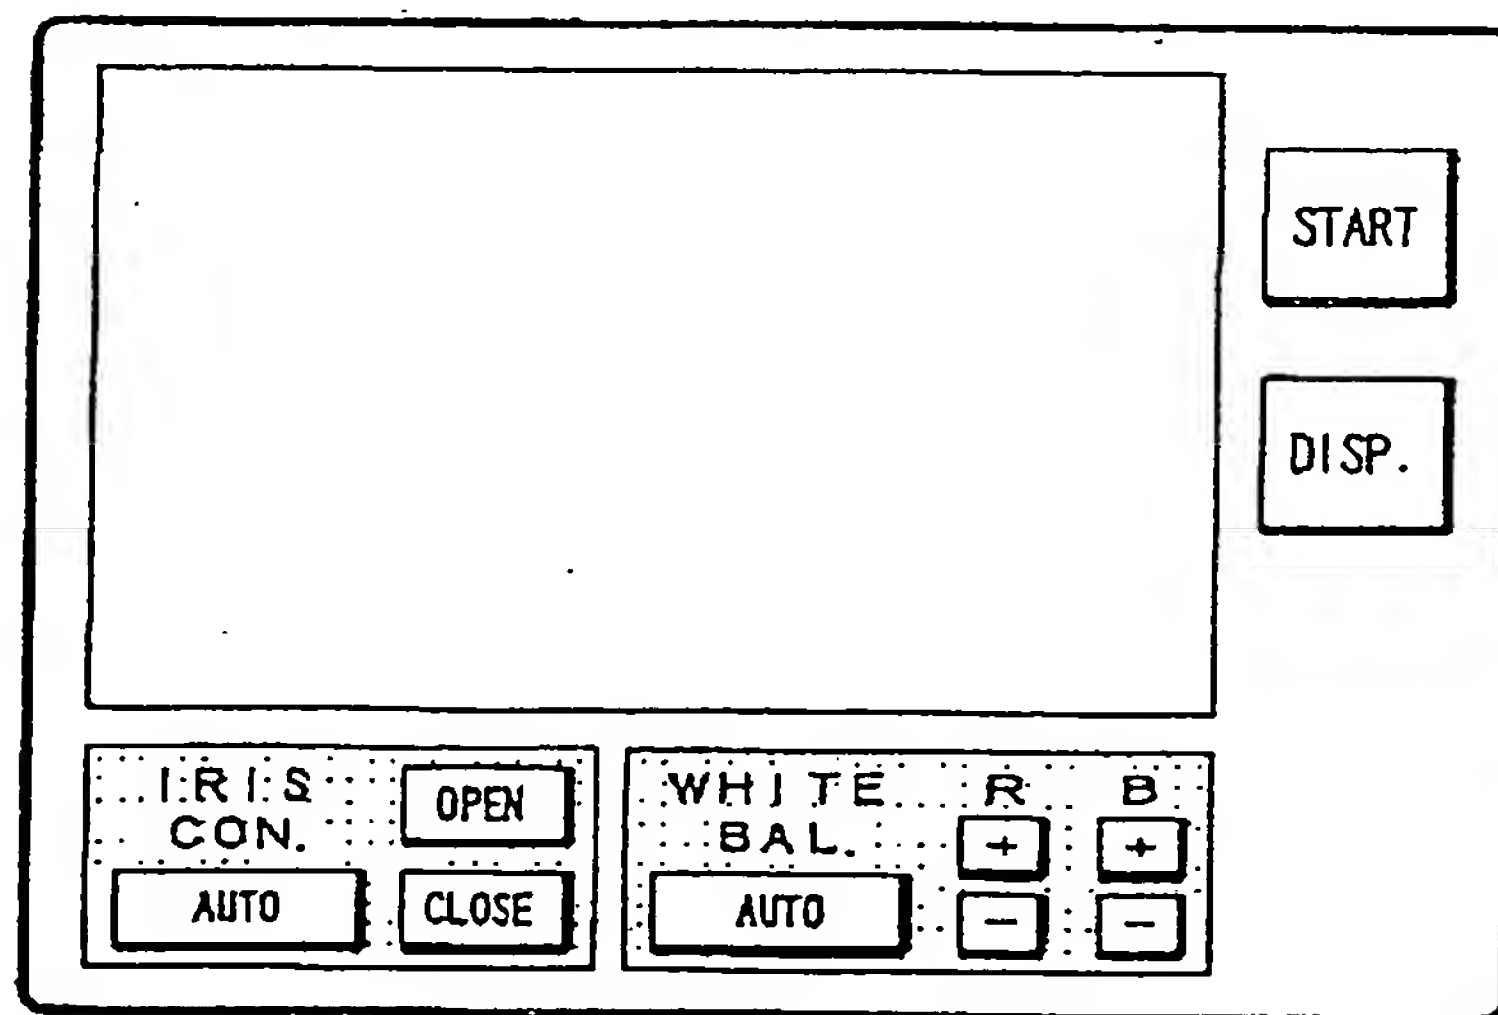 START
DISP.
IRIS
CON.
OPEN
AUTO
CLOSE
WHITE
BAL.
R
B
+
+
AUTO
-
-